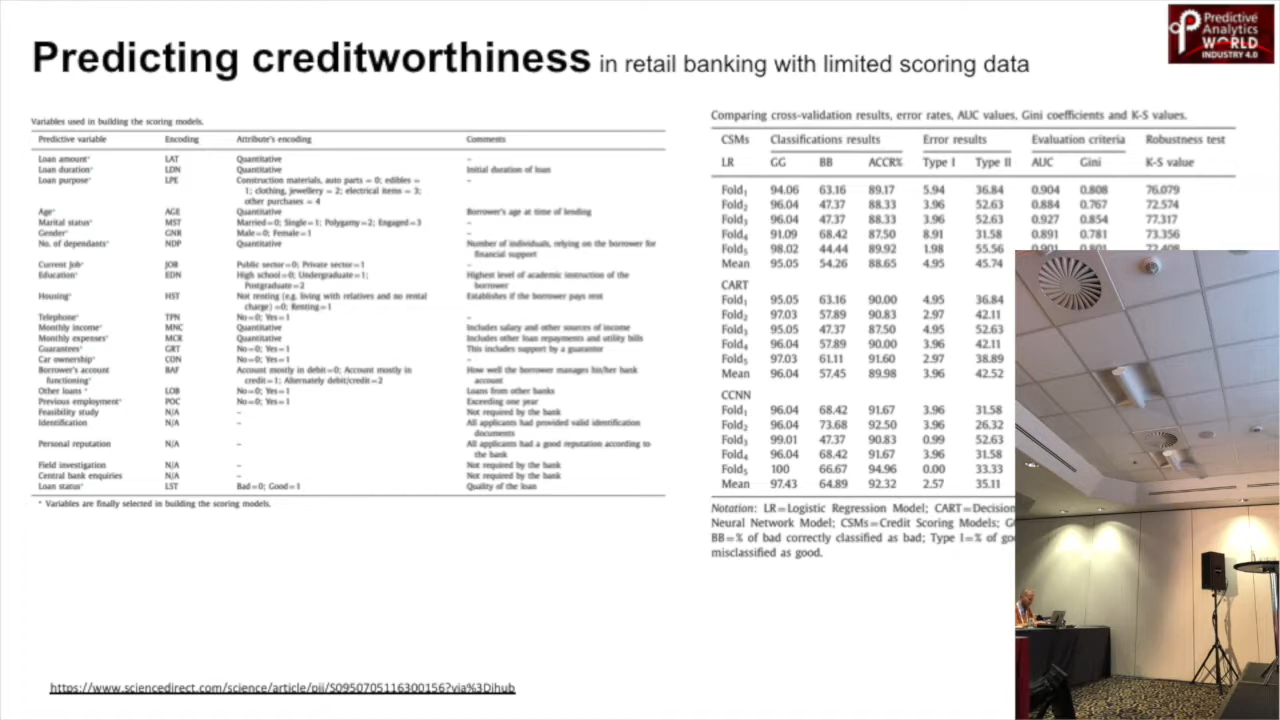 Predictive
Analytics
WORLD
INDUSTRY 4.0
Predicting creditworthiness in retail banking with limited scoring data
Variables used in building the scoring models.
Predictive variable Encoding Attribute's encoding Comments
Loan amount* LAT Quantitative –
Loan duration* LDN Quantitative Initial duration of loan
Loan purpose* LPE Construction materials, auto parts = 0; edibles = –
1; clothing, jewellery = 2; electrical items = 3;
other purchases = 4
Age* AGE Quantitative Borrower's age at time of lending
Marital status* MST Married=0; Single=1; Polygamy=2; Engaged=3 –
Gender* GNR Male=0; Female=1 –
No. of dependants* NDP Quantitative Number of individuals, relying on the borrower for
financial support
Current Job* JOB Public sector=0; Private sector=1 –
Education* EDN High school=0; Undergraduate=1; Highest level of academic instruction of the
Postgraduate=2 borrower
Housing* HST Not renting (e.g. living with relatives and no rental Establishes if the borrower pays rent
charge) =0; Renting=1
Telephone* TPN No=0; Yes=1 –
Monthly income* MNC Quantitative Includes salary and other sources of income
Monthly expenses* MCR Quantitative Includes other loan repayments and utility bills
Guarantees* GRT No=0; Yes=1 This includes support by a guarantor
Car ownership* CON No=0; Yes=1 –
Borrower's account BAF Account mostly in debit=0; Account mostly in How well the borrower manages his/her bank
functioning* credit=1; Alternately debit/credit=2 account
Other loans * LOB No=0; Yes=1 Loans from other banks
Previous employment* POC No=0; Yes=1 Exceeding one year
Feasibility study N/A – Not required by the bank
Identification N/A – All applicants had provided valid identification
documents
Personal reputation N/A – All applicants had a good reputation according to
the bank
Field investigation N/A – Not required by the bank
Central bank enquiries N/A – Not required by the bank
Loan status* LST Bad=0; Good=1 Quality of the loan
* Variables are finally selected in building the scoring models.
Comparing cross-validation results, error rates, AUC values, Gini coefficients and K-S values.
CSMs Classifications results Error results Evaluation criteria Robustness test
LR GG BB ACCR% Type I Type II AUC Gini K-S value
Fold1 94.06 63.16 89.17 5.94 36.84 0.904 0.808 76.079
Fold2 96.04 47.37 88.33 3.96 52.63 0.884 0.767 72.574
Fold3 96.04 47.37 88.33 3.96 52.63 0.927 0.854 77.317
Fold4 91.09 68.42 87.50 8.91 31.58 0.891 0.781 73.356
Fold5 98.02 44.44 89.92 1.98 55.56 0.901 0.801 72.408
Mean 95.05 54.26 88.65 4.95 45.74
CART
Fold1 95.05 63.16 90.00 4.95 36.84
Fold2 97.03 57.89 90.83 2.97 42.11
Fold3 95.05 47.37 87.50 4.95 52.63
Fold4 96.04 57.89 90.00 3.96 42.11
Fold5 97.03 61.11 91.60 2.97 38.89
Mean 96.04 57.45 89.98 3.96 42.52
CCNN
Fold1 96.04 68.42 91.67 3.96 31.58
Fold2 96.04 73.68 92.50 3.96 26.32
Fold3 99.01 47.37 90.83 0.99 52.63
Fold4 96.04 68.42 91.67 3.96 31.58
Fold5 100 66.67 94.96 0.00 33.33
Mean 97.43 64.89 92.32 2.57 35.11
Notation: LR=Logistic Regression Model; CART=Decision
Neural Network Model; CSMs=Credit Scoring Models;
BB=% of bad correctly classified as bad; Type I=% of
misclassified as good.
https://www.sciencedirect.com/science/article/pii/S0950705116300156?via%3Dihub